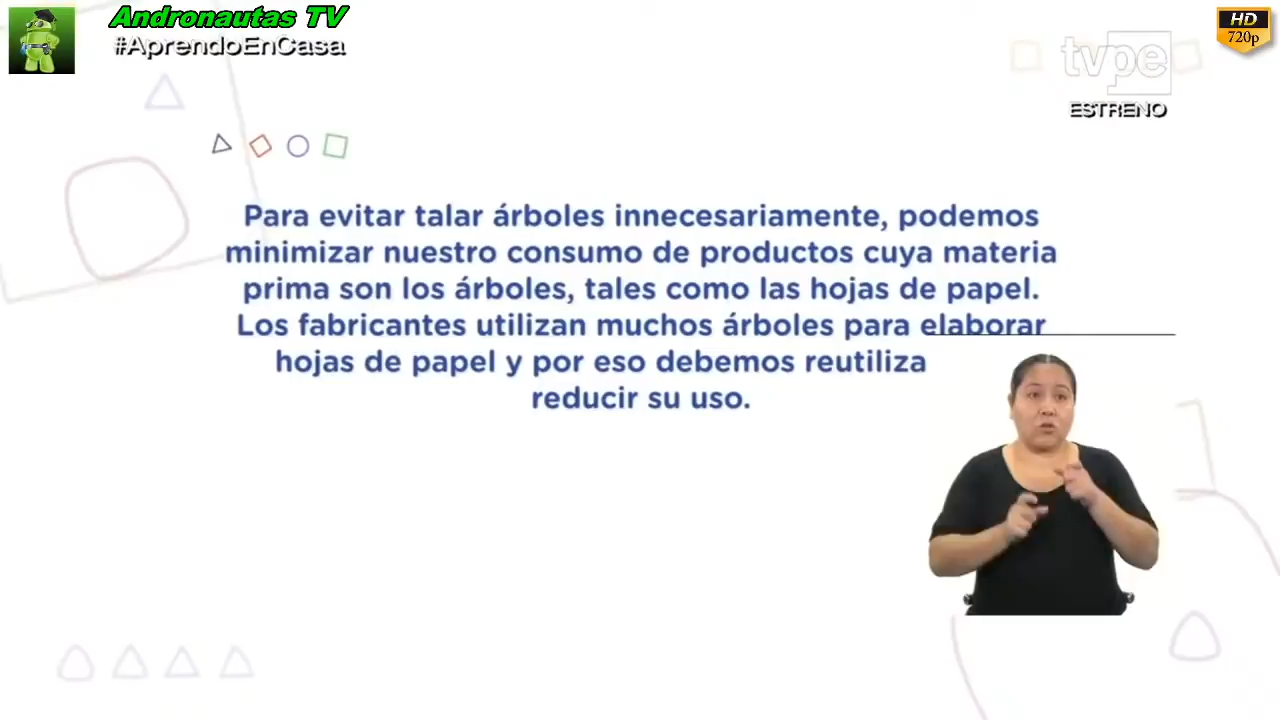 Andronautas TV
#AprendoEnCasa
HD
720p
tvpe
ESTRENO
Para evitar talar árboles innecesariamente, podemos
minimizar nuestro consumo de productos cuya materia
prima son los árboles, tales como las hojas de papel.
Los fabricantes utilizan muchos árboles para elaborar
hojas de papel y por eso debemos reutiliza
reducir su uso.